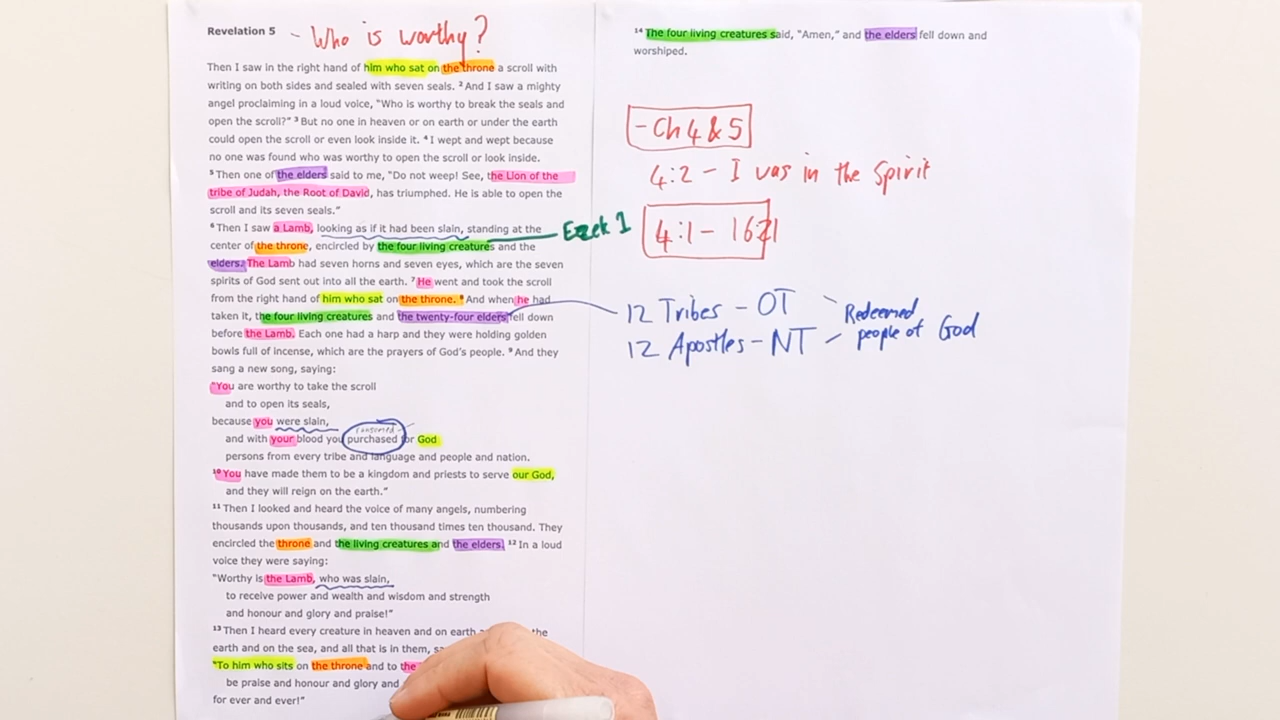 Revelation 5 - Who is worthy?
Then I saw in the right hand of him who sat on the throne a scroll with
writing on both sides and sealed with seven seals. 2 And I saw a mighty
angel proclaiming in a loud voice, "Who is worthy to break the seals and
open the scroll?" 3 But no one in heaven or on earth or under the earth
could open the scroll or even look inside it. 4 I wept and wept because
no one was found who was worthy to open the scroll or look inside.
5 Then one of the elders said to me, "Do not weep! See, the Lion of the
tribe of Judah, the Root of David, has triumphed. He is able to open the
scroll and its seven seals."
6 Then I saw a Lamb, looking as if it had been slain, standing at the
center of the throne, encircled by the four living creatures and the
elders. The Lamb had seven horns and seven eyes, which are the seven
spirits of God sent out into all the earth. 7 He went and took the scroll
from the right hand of him who sat on the throne. 8 And when he had
taken it, the four living creatures and the twenty-four elders fell down
before the Lamb. Each one had a harp and they were holding golden
bowls full of incense, which are the prayers of God's people. 9 And they
sang a new song, saying:
"You are worthy to take the scroll
and to open its seals,
because you were slain,
and with your blood you purchased for God
persons from every tribe and language and people and nation.
10 You have made them to be a kingdom and priests to serve our God,
and they will reign on the earth."
11 Then I looked and heard the voice of many angels, numbering
thousands upon thousands, and ten thousand times ten thousand. They
encircled the throne and the living creatures and the elders. 12 In a loud
voice they were saying:
"Worthy is the Lamb, who was slain,
to receive power and wealth and wisdom and strength
and honour and glory and praise!"
13 Then I heard every creature in heaven and on earth the
earth and on the sea, and all that is in them,
"To him who sits on the throne and to the
be praise and honour and glory and
for ever and ever!"
14 The four living creatures said, "Amen," and the elders fell down and
worshiped.
- Ch 4 & 5
4:2 - I was in the Spirit
Ezek 1
4:1 - 16:21
12 Tribes - OT
12 Apostles - NT
Redeemed
people of God